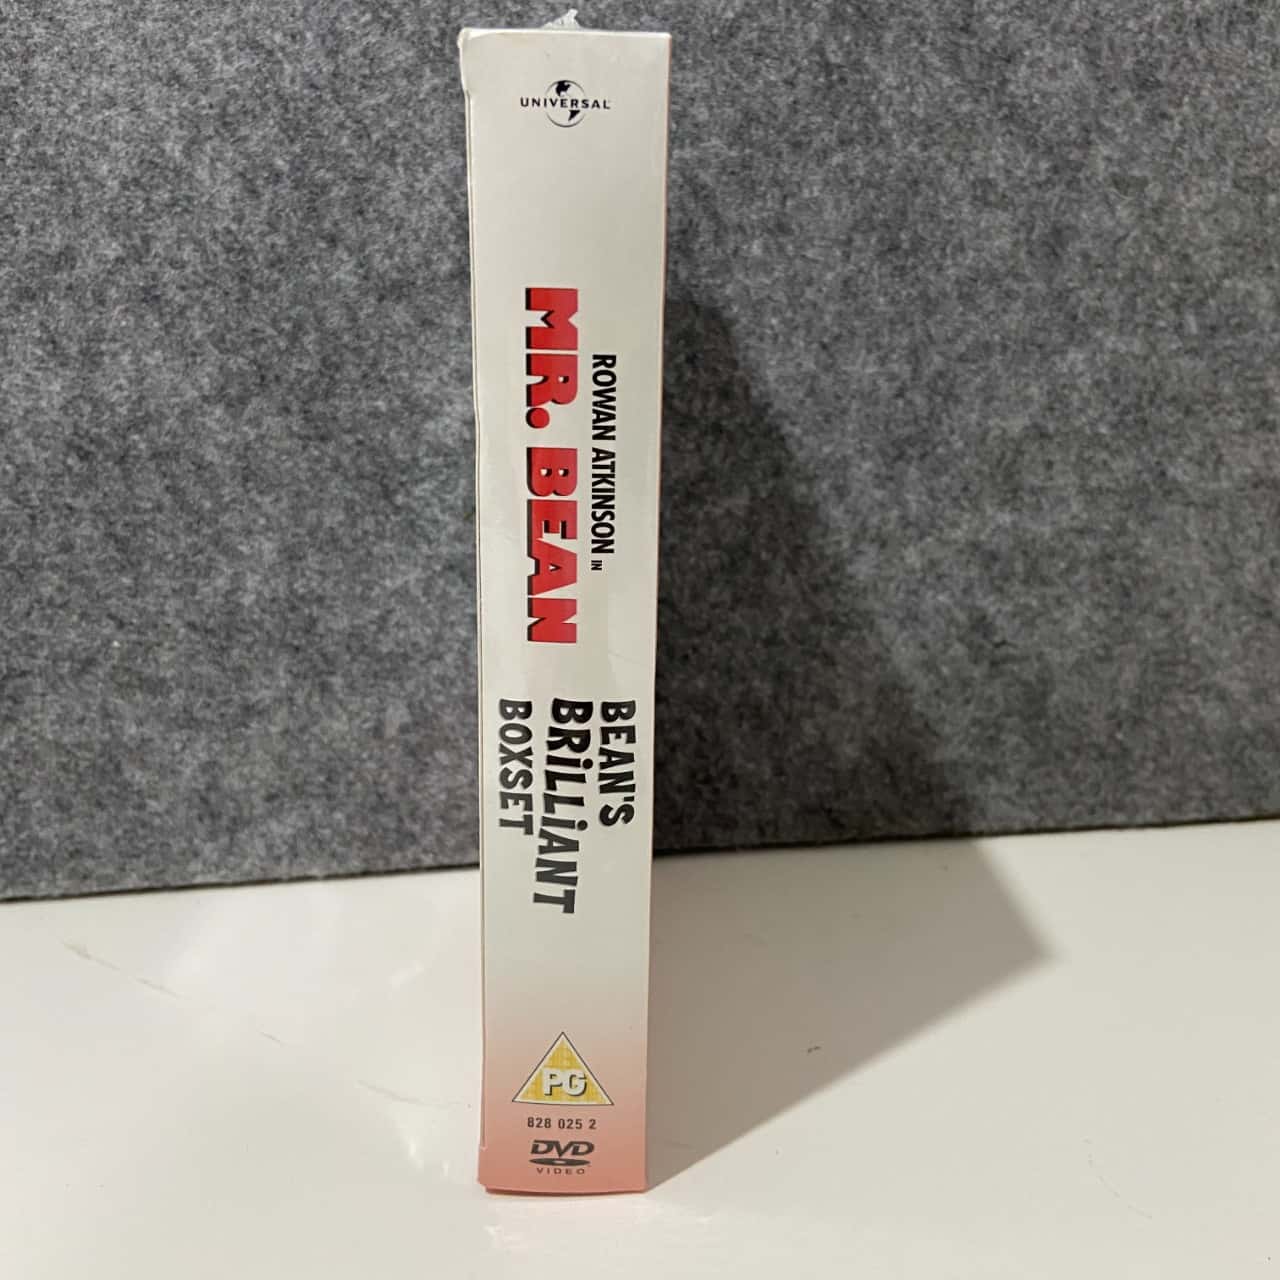 UNIVERSAL
ROWAN ATKINSON IN
MR. BEAN
BEAN'S
BRiLLiANT
BOXSET
PG
828 025 2
DVD
VIDEO